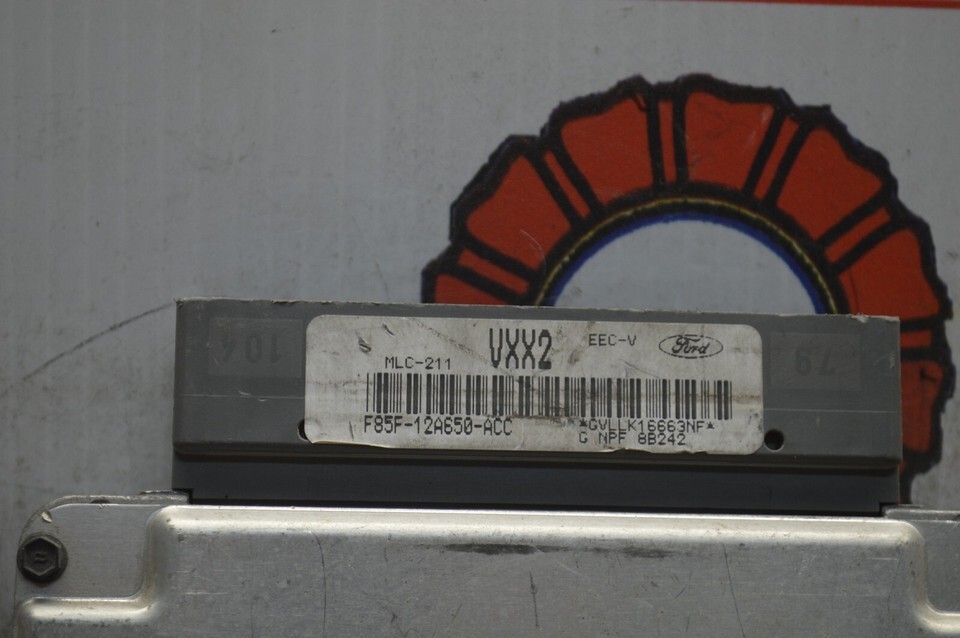 VXX2 EEC-V Ford
MLC-211
F85F-12A650-ACC *GVLLK16663NF*
G NPF 8B242
104
79